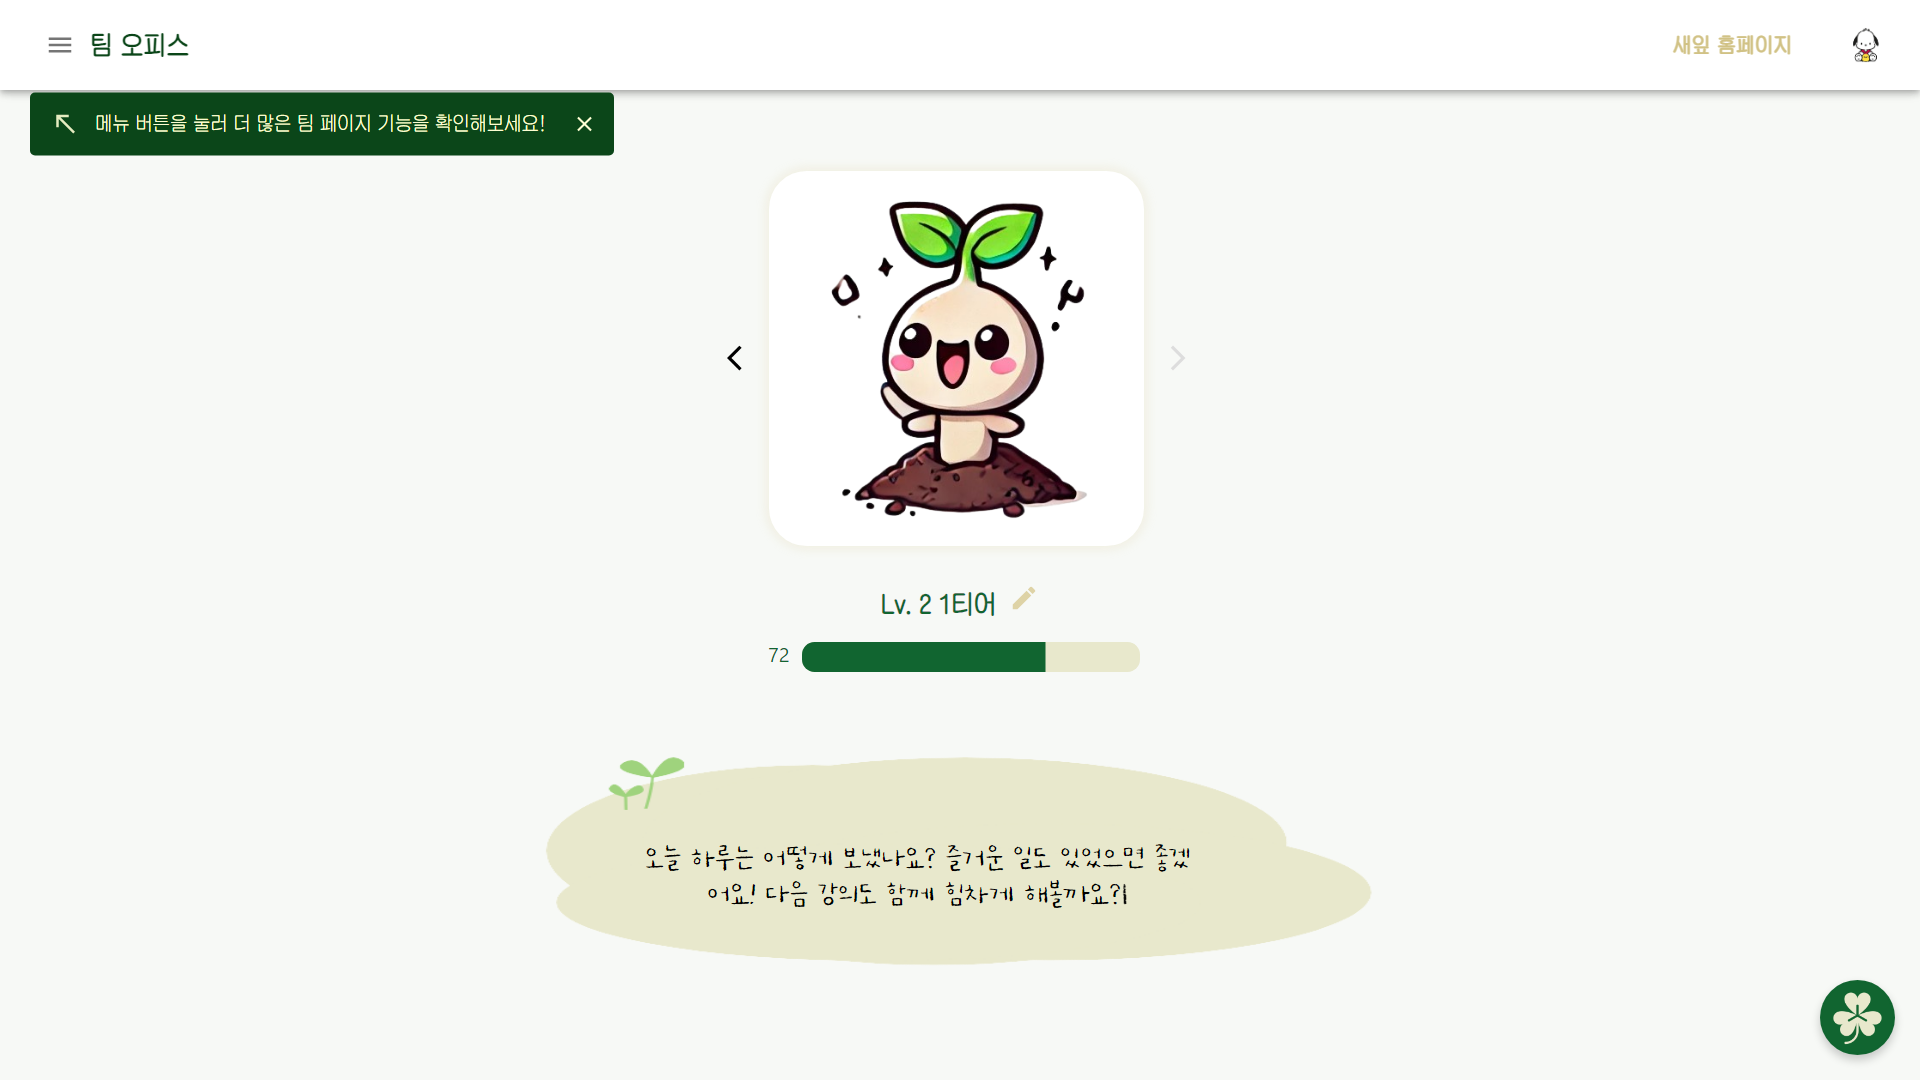 팀 오피스
새잎 홈페이지
메뉴 버튼을 눌러 더 많은 팀 페이지 기능을 확인해보세요!
Lv. 2 1티어
72
오늘 하루는 어떻게 보냈나요? 즐거운 일도 있었으면 좋겠
어요! 다음 강의도 함께 힘차게 해볼까요?|